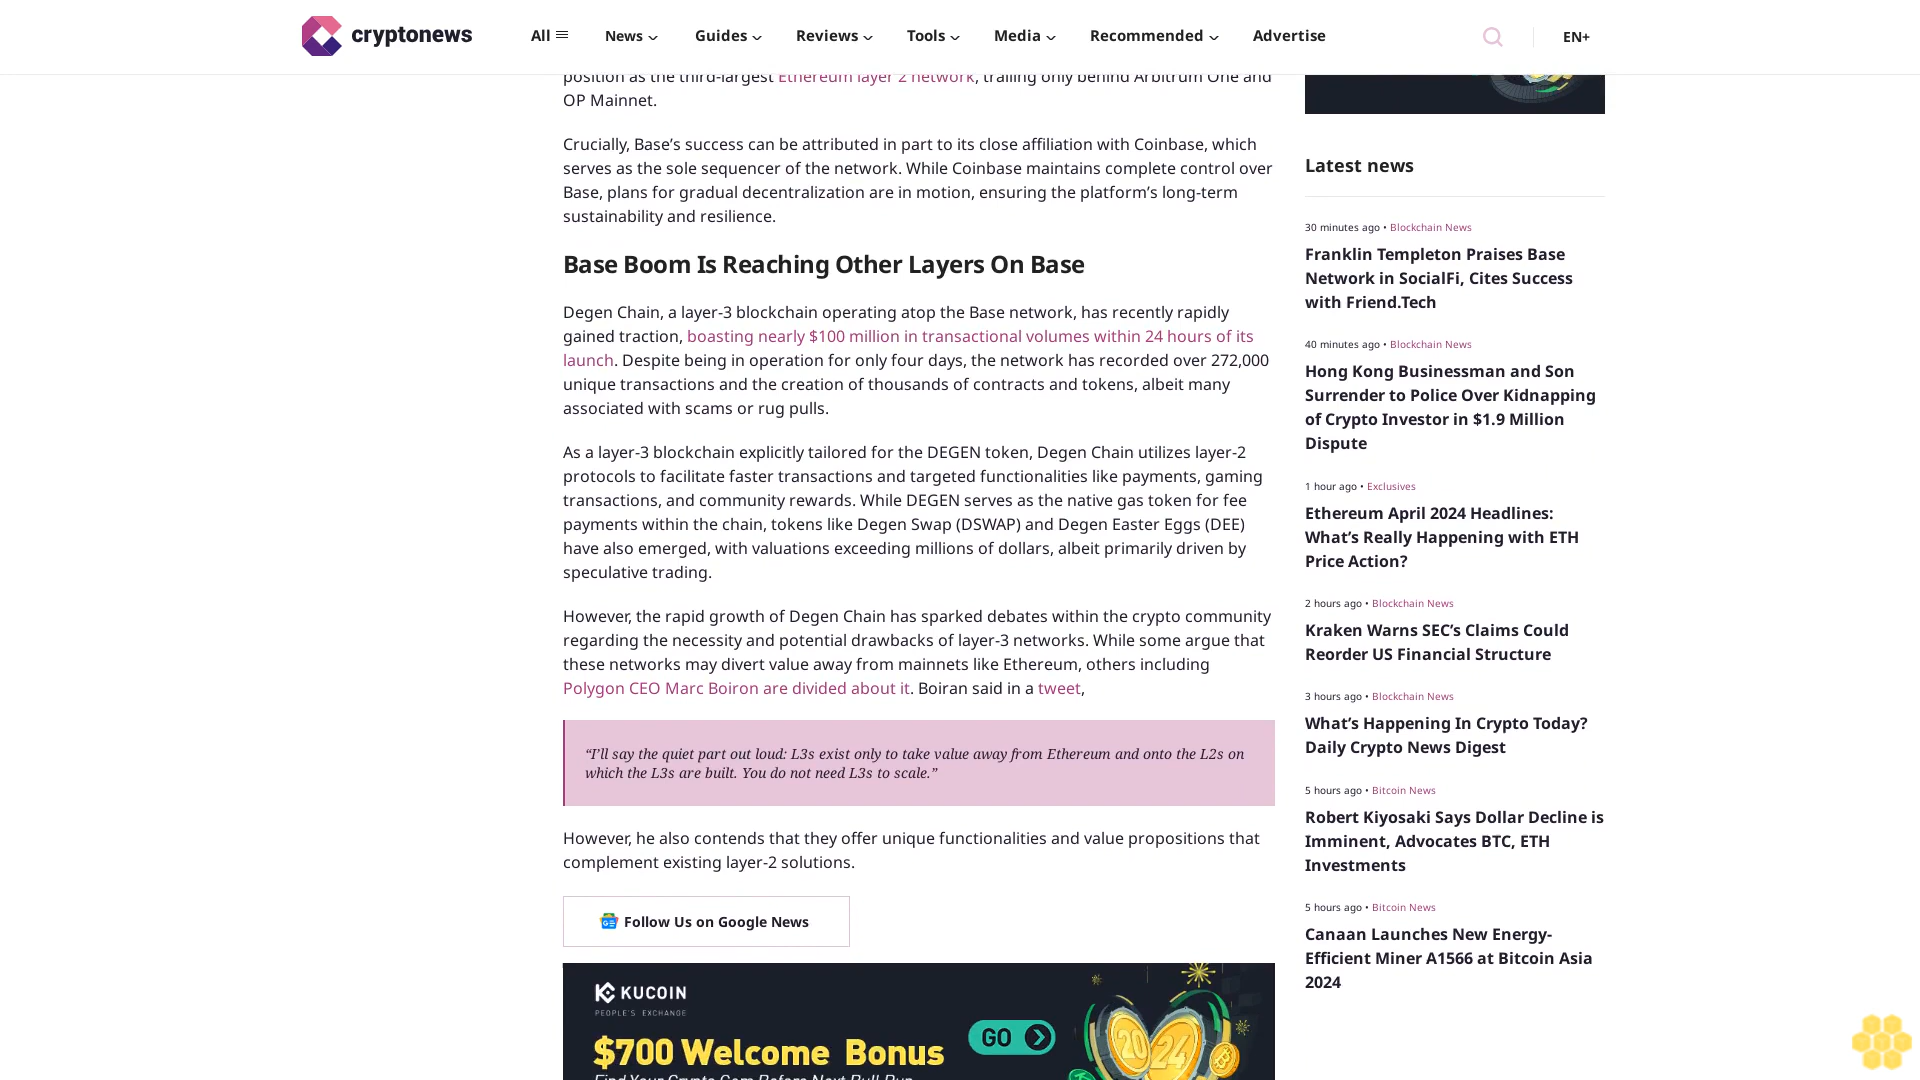 cryptonews
All
News
Guides
Reviews
Tools
Media
Recommended
Advertise
EN+
position as the third-largest Ethereum layer 2 network, trailing only behind Arbitrum One and
OP Mainnet.
Crucially, Base’s success can be attributed in part to its close affiliation with Coinbase, which
serves as the sole sequencer of the network. While Coinbase maintains complete control over
Base, plans for gradual decentralization are in motion, ensuring the platform’s long-term
sustainability and resilience.
Base Boom Is Reaching Other Layers On Base
Degen Chain, a layer-3 blockchain operating atop the Base network, has recently rapidly
gained traction, boasting nearly $100 million in transactional volumes within 24 hours of its
launch. Despite being in operation for only four days, the network has recorded over 272,000
unique transactions and the creation of thousands of contracts and tokens, albeit many
associated with scams or rug pulls.
As a layer-3 blockchain explicitly tailored for the DEGEN token, Degen Chain utilizes layer-2
protocols to facilitate faster transactions and targeted functionalities like payments, gaming
transactions, and community rewards. While DEGEN serves as the native gas token for fee
payments within the chain, tokens like Degen Swap (DSWAP) and Degen Easter Eggs (DEE)
have also emerged, with valuations exceeding millions of dollars, albeit primarily driven by
speculative trading.
However, the rapid growth of Degen Chain has sparked debates within the crypto community
regarding the necessity and potential drawbacks of layer-3 networks. While some argue that
these networks may divert value away from mainnets like Ethereum, others including
Polygon CEO Marc Boiron are divided about it. Boiran said in a tweet,
“I’ll say the quiet part out loud: L3s exist only to take value away from Ethereum and onto the L2s on
which the L3s are built. You do not need L3s to scale.”
However, he also contends that they offer unique functionalities and value propositions that
complement existing layer-2 solutions.
Follow Us on Google News
KUCOIN
PEOPLE'S EXCHANGE
$700 Welcome Bonus
Find Your Crypto Gem Before Next Bull Run
GO
20
24
Latest news
30 minutes ago • Blockchain News
Franklin Templeton Praises Base
Network in SocialFi, Cites Success
with Friend.Tech
40 minutes ago • Blockchain News
Hong Kong Businessman and Son
Surrender to Police Over Kidnapping
of Crypto Investor in $1.9 Million
Dispute
1 hour ago • Exclusives
Ethereum April 2024 Headlines:
What’s Really Happening with ETH
Price Action?
2 hours ago • Blockchain News
Kraken Warns SEC’s Claims Could
Reorder US Financial Structure
3 hours ago • Blockchain News
What’s Happening In Crypto Today?
Daily Crypto News Digest
5 hours ago • Bitcoin News
Robert Kiyosaki Says Dollar Decline is
Imminent, Advocates BTC, ETH
Investments
5 hours ago • Bitcoin News
Canaan Launches New Energy-
Efficient Miner A1566 at Bitcoin Asia
2024